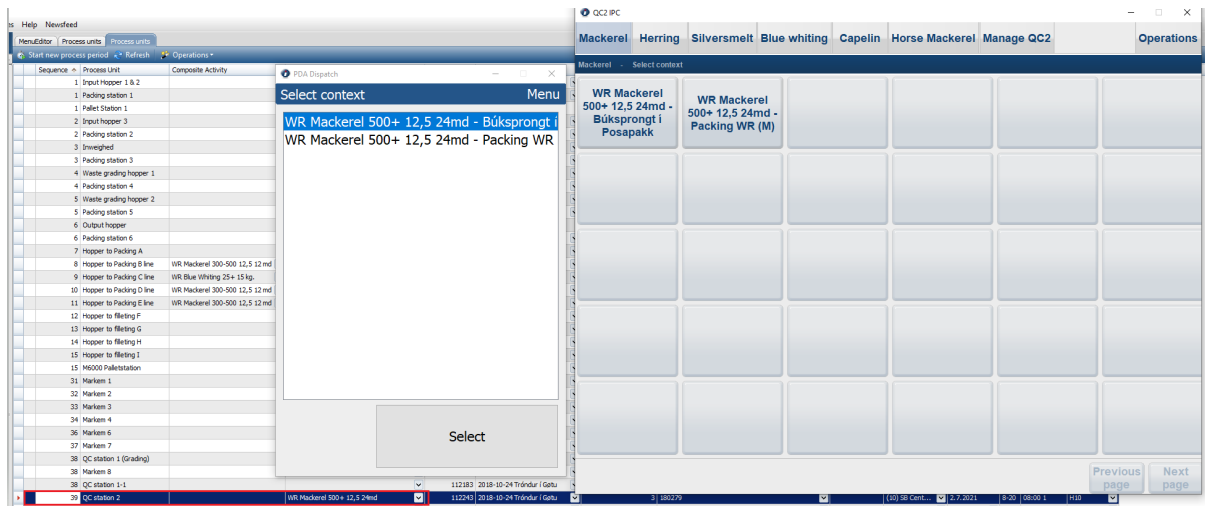 es Help Newsfeed
MenuEditor Process units Process units
Start new process period Refresh Operations
Sequence Process Unit Composite Activity
1 Input Hopper 1 & 2
1 Packing station 1
1 Pallet Station 1
2 Input hopper 3
2 Packing station 2
3 Inweighed
3 Packing station 3
4 Waste grading hopper 1
4 Packing station 4
5 Waste grading hopper 2
5 Packing station 5
6 Output hopper
6 Packing station 6
7 Hopper to Packing A
8 Hopper to Packing B line WR Mackerel 300-500 12,5 12 md
9 Hopper to Packing C line WR Blue Whiting 25+ 15 kg.
10 Hopper to Packing D line WR Mackerel 300-500 12,5 12 md
11 Hopper to Packing E line WR Mackerel 300-500 12,5 12 md
12 Hopper to filleting F
13 Hopper to filleting G
14 Hopper to filleting H
15 Hopper to filleting I
15 M6000 Palletstation
31 Markem 1
32 Markem 2
33 Markem 3
34 Markem 4
36 Markem 6
37 Markem 7
38 QC station 1 (Grading)
38 Markem 8
38 QC station 1-1 112183 2018-10-24 Tróndur í Gøtu
39 QC station 2 WR Mackerel 500+ 12,5 24md 112243 2018-10-24 Tróndur í Gøtu 3 180279 (10) SB Cent... 2.7.2021 8-20 08:00 1 H10
PDA Dispatch
Select context Menu
WR Mackerel 500+ 12,5 24md - Búksprongt í
WR Mackerel 500+ 12,5 24md - Packing WR
Select
QC2 IPC
Mackerel Herring Silversmelt Blue whiting Capelin Horse Mackerel Manage QC2 Operations
Mackerel - Select context
WR Mackerel
500+ 12,5 24md -
Búksprongt í
Posapakk
WR Mackerel
500+ 12,5 24md -
Packing WR (M)
Previous
page
Next
page